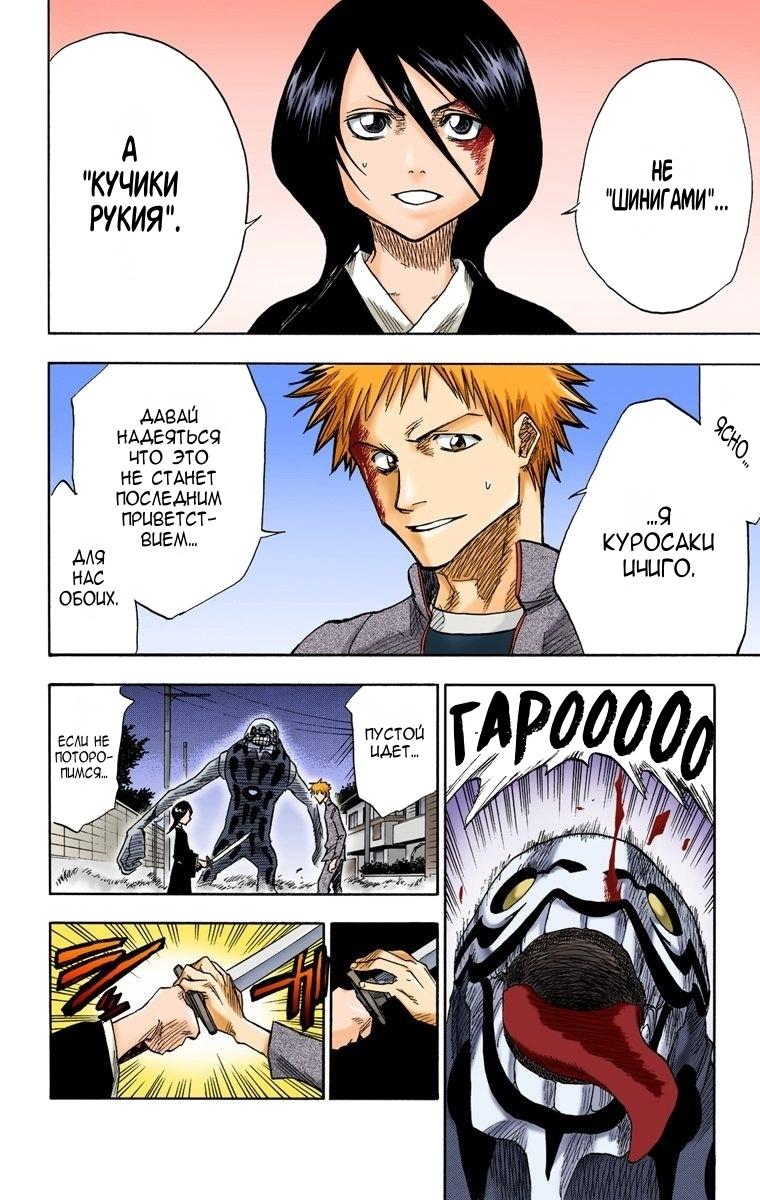 НЕ
"ШИНИГАМИ"...
А
"КУЧИКИ
РУКИЯ".
ЯСНО...
...Я
КУРОСАКИ
ИЧИГО.
ДАВАЙ
НАДЕЯТЬСЯ
ЧТО ЭТО
НЕ СТАНЕТ
ПОСЛЕДНИМ
ПРИВЕТСТ-
ВИЕМ...
ДЛЯ
НАС
ОБОИХ.
ГАРООООО
ПУСТОЙ
ИДЕТ...
ЕСЛИ НЕ
ПОТОРО-
ПИМСЯ...